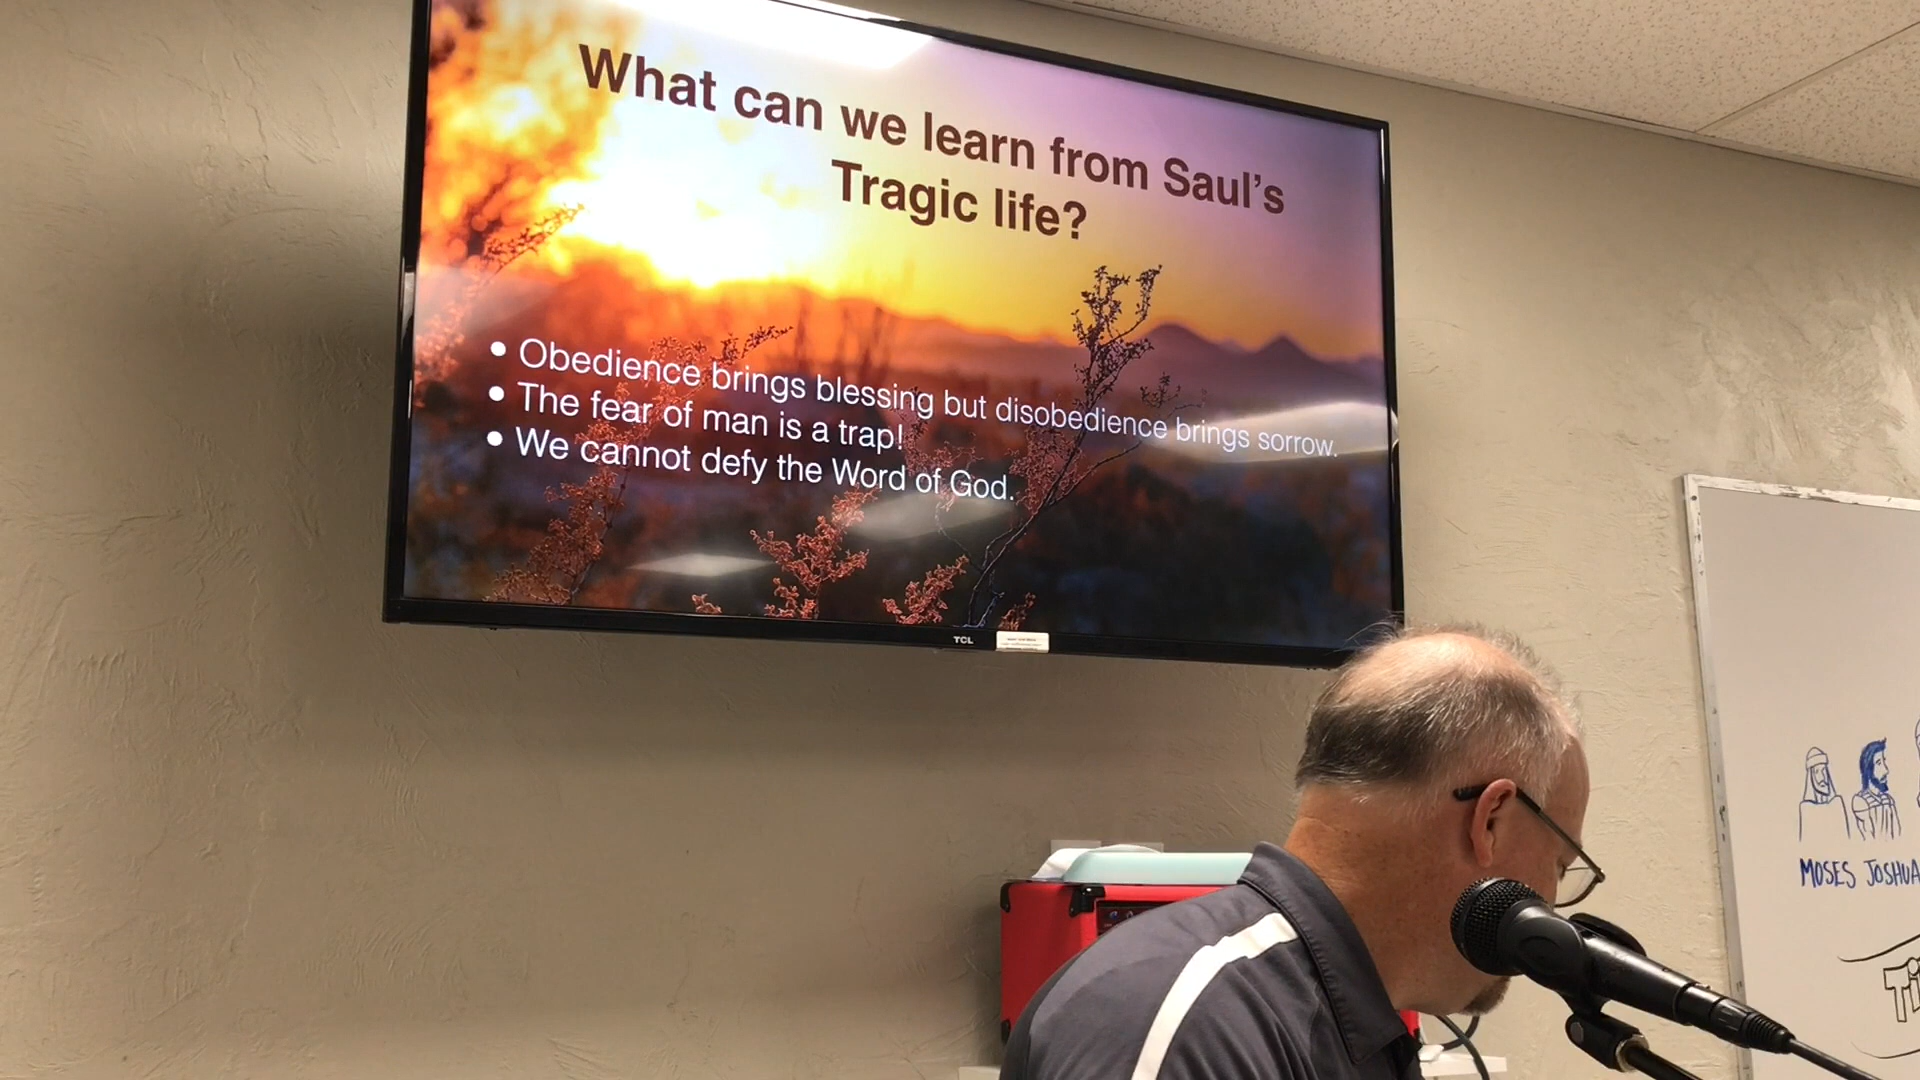 What can we learn from Saul's
Tragic life?
• Obedience brings blessing but disobedience brings sorrow.
• The fear of man is a trap!
• We cannot defy the Word of God.
TCL
MOSES JOSHUA